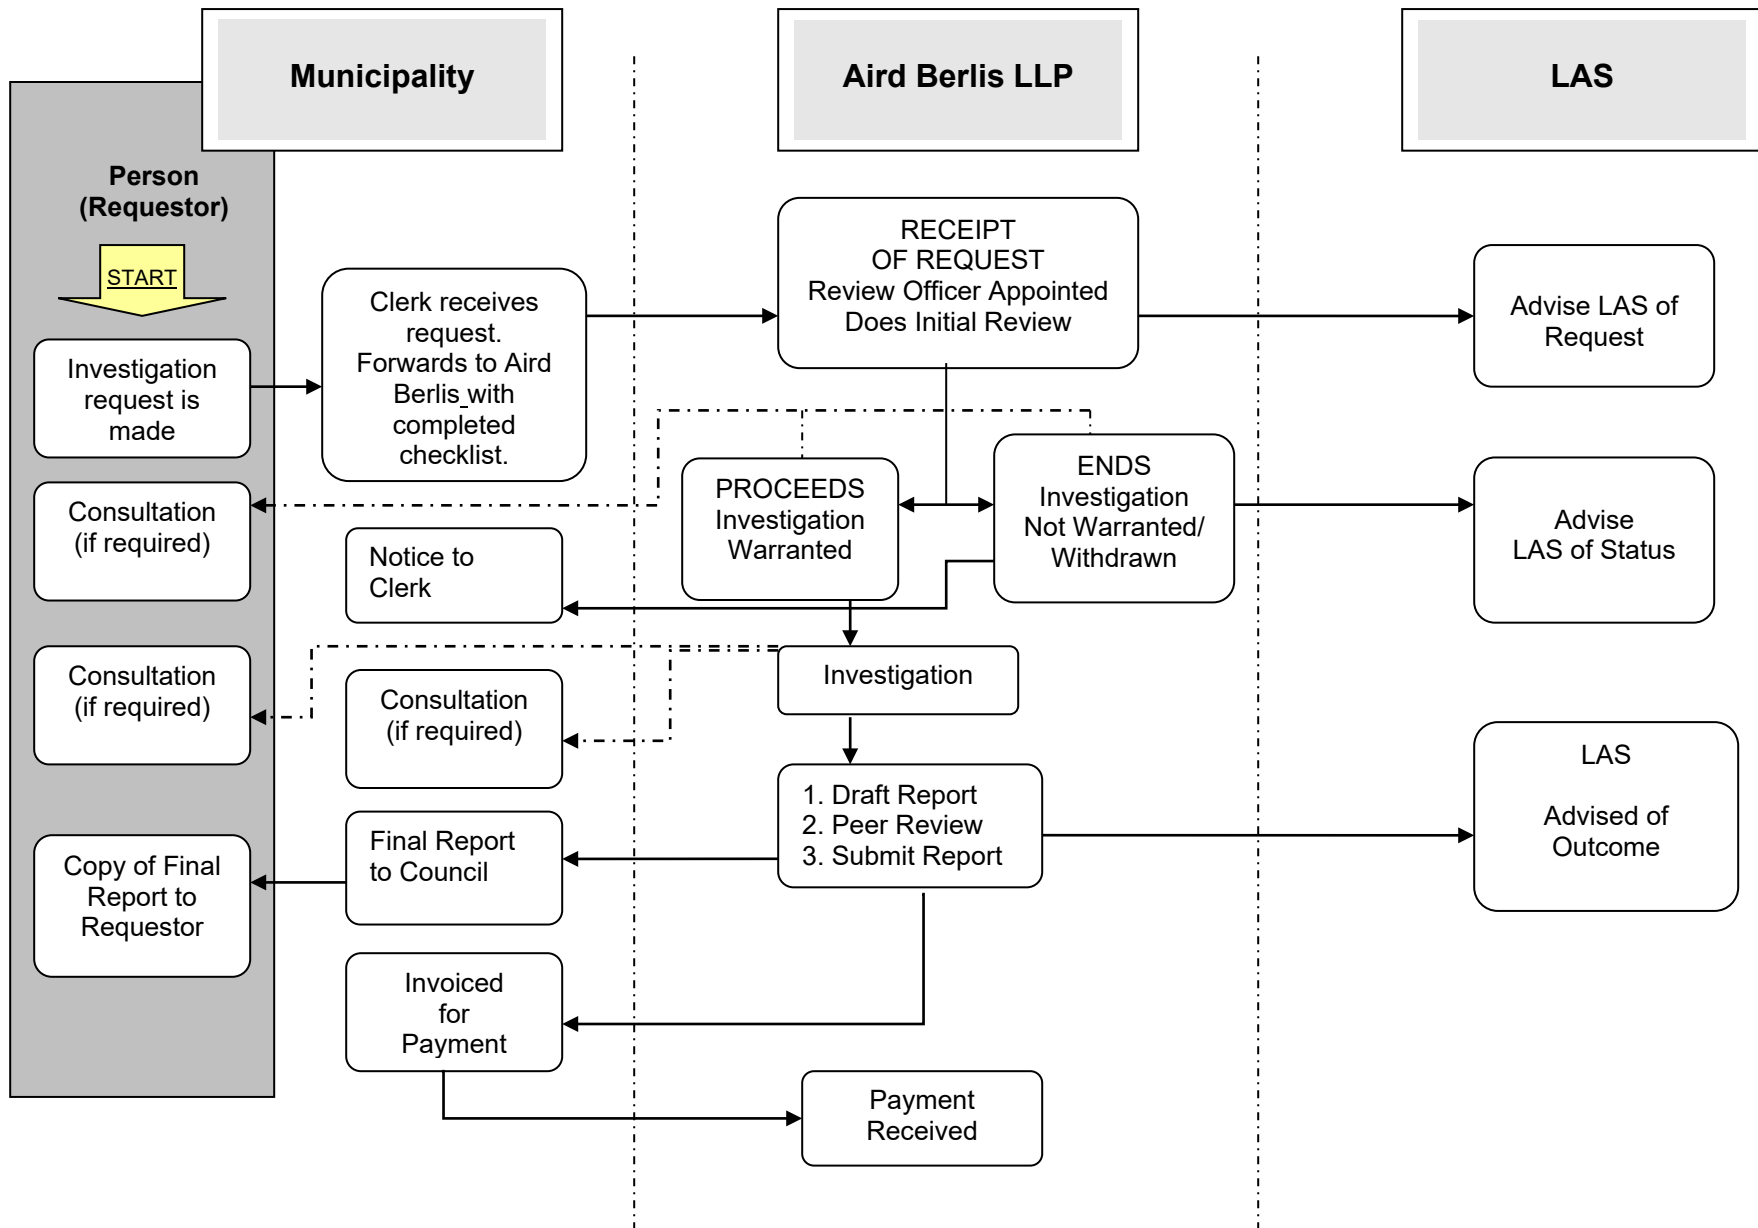 Municipality
Aird Berlis LLP
LAS
Person
(Requestor)
START
Investigation
request is
made
Clerk receives
request.
Forwards to Aird
Berlis with
completed
checklist.
RECEIPT
OF REQUEST
Review Officer Appointed
Does Initial Review
Advise LAS of
Request
Consultation
(if required)
Notice to
Clerk
PROCEEDS
Investigation
Warranted
ENDS
Investigation
Not Warranted/
Withdrawn
Advise
LAS of Status
Consultation
(if required)
Consultation
(if required)
Investigation
1. Draft Report
2. Peer Review
3. Submit Report
LAS
Advised of
Outcome
Copy of Final
Report to
Requestor
Final Report
to Council
Invoiced
for
Payment
Payment
Received